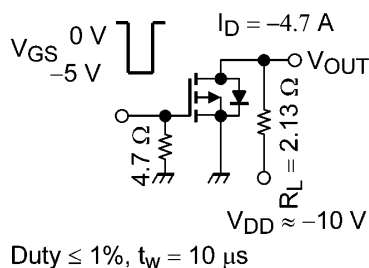 I_D = −4.7 A
V_GS
0 V
−5 V
V_OUT
4.7 Ω
R_L = 2.13 Ω
V_DD ≈ −10 V
Duty ≤ 1%, t_w = 10 μs